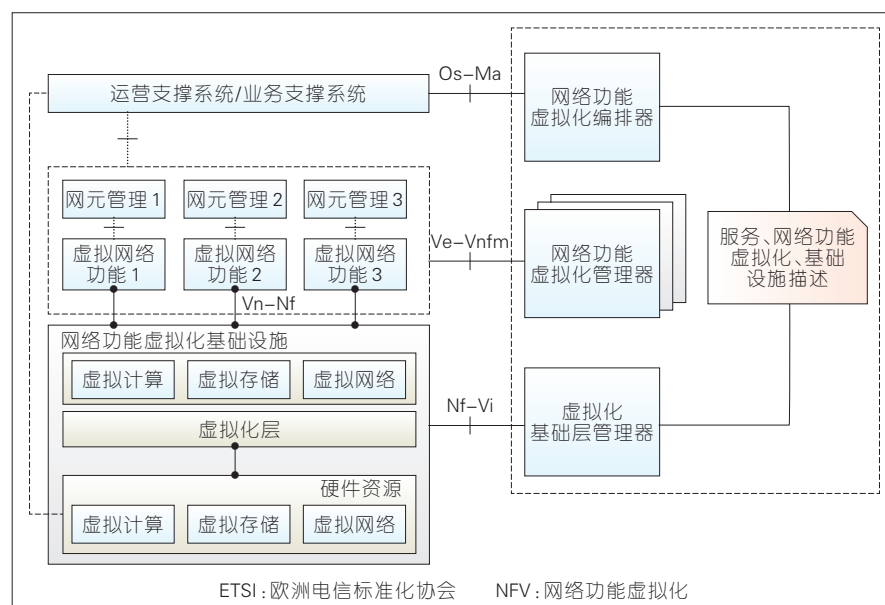 Os-Ma
运营支撑系统/业务支撑系统
网络功能
虚拟化编排器
网元管理1
网元管理2
网元管理3
虚拟网络
功能1
虚拟网络
功能2
虚拟网络
功能3
Ve-Vnfm
网络功能
虚拟化管理器
服务、网络功能
虚拟化、基础
设施描述
Vn-Nf
网络功能虚拟化基础设施
虚拟计算
虚拟存储
虚拟网络
虚拟化层
Nf-Vi
虚拟化
基础层管理器
硬件资源
虚拟计算
虚拟存储
虚拟网络
ETSI:欧洲电信标准化协会 NFV:网络功能虚拟化